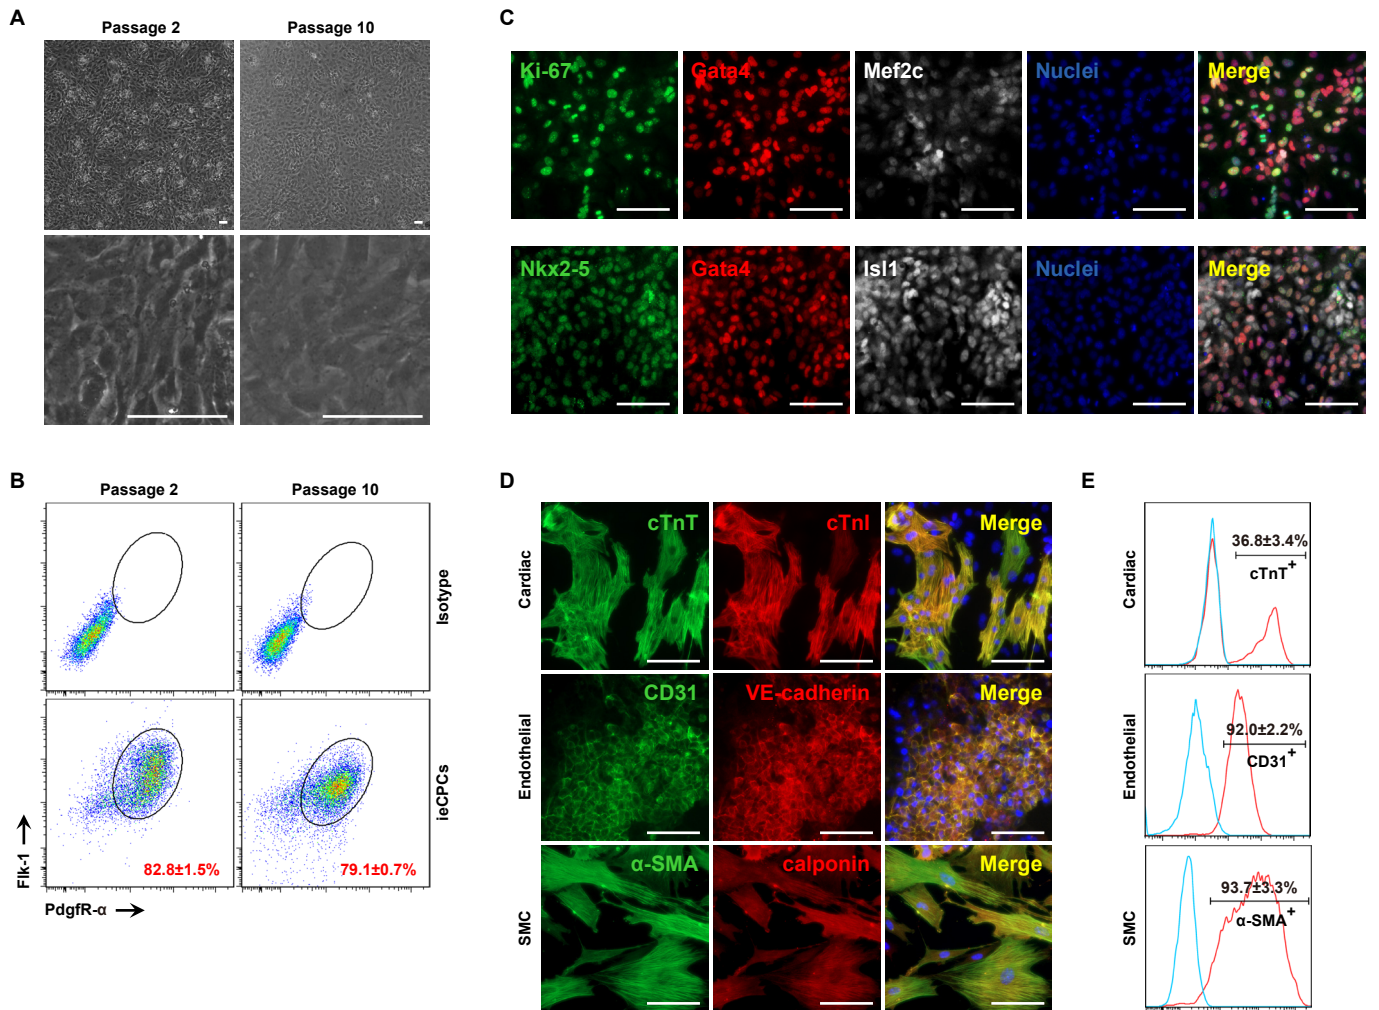 A
Passage 2
Passage 10
B
Passage 2
Passage 10
Isotype
ieCPCs
82.8±1.5%
79.1±0.7%
Flk-1
PdgfR-α
C
Ki-67
Gata4
Mef2c
Nuclei
Merge
Nkx2-5
Gata4
Isl1
Nuclei
Merge
D
Cardiac
cTnT
cTnI
Merge
Endothelial
CD31
VE-cadherin
Merge
SMC
α-SMA
calponin
Merge
E
Cardiac
36.8±3.4%
cTnT+
Endothelial
92.0±2.2%
CD31+
SMC
93.7±3.3%
α-SMA+